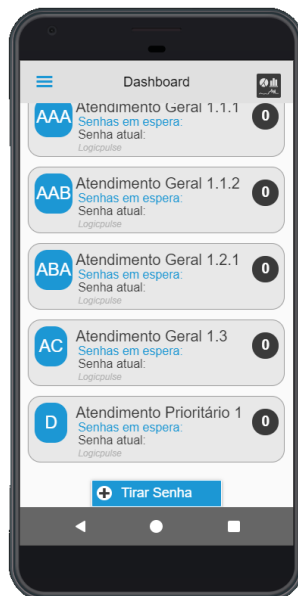 Dashboard
AAA
Atendimento Geral 1.1.1
Senhas em espera:
Senha atual:
Logicpulse
0
AAB
Atendimento Geral 1.1.2
Senhas em espera:
Senha atual:
Logicpulse
0
ABA
Atendimento Geral 1.2.1
Senhas em espera:
Senha atual:
Logicpulse
0
AC
Atendimento Geral 1.3
Senhas em espera:
Senha atual:
Logicpulse
0
D
Atendimento Prioritário 1
Senhas em espera:
Senha atual:
Logicpulse
0
Tirar Senha